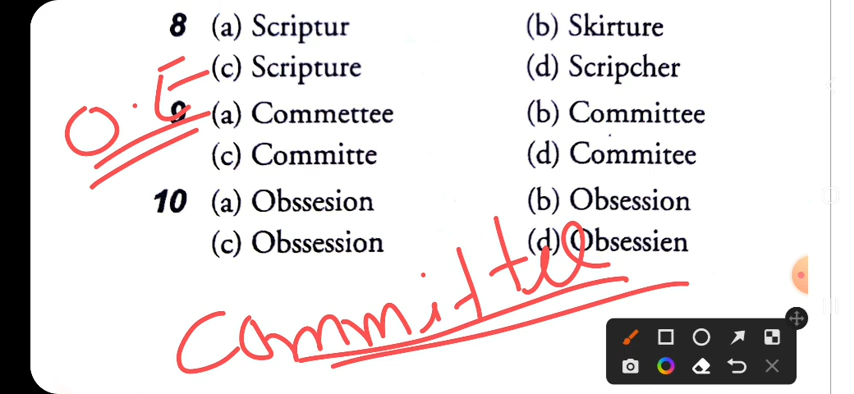 8 (a) Scriptur (b) Skirture
(c) Scripture (d) Scripcher
O.E
9 (a) Commettee (b) Committee
(c) Committe (d) Commitee
10 (a) Obssesion (b) Obsession
(c) Obssession (d) Obsessien
Committee